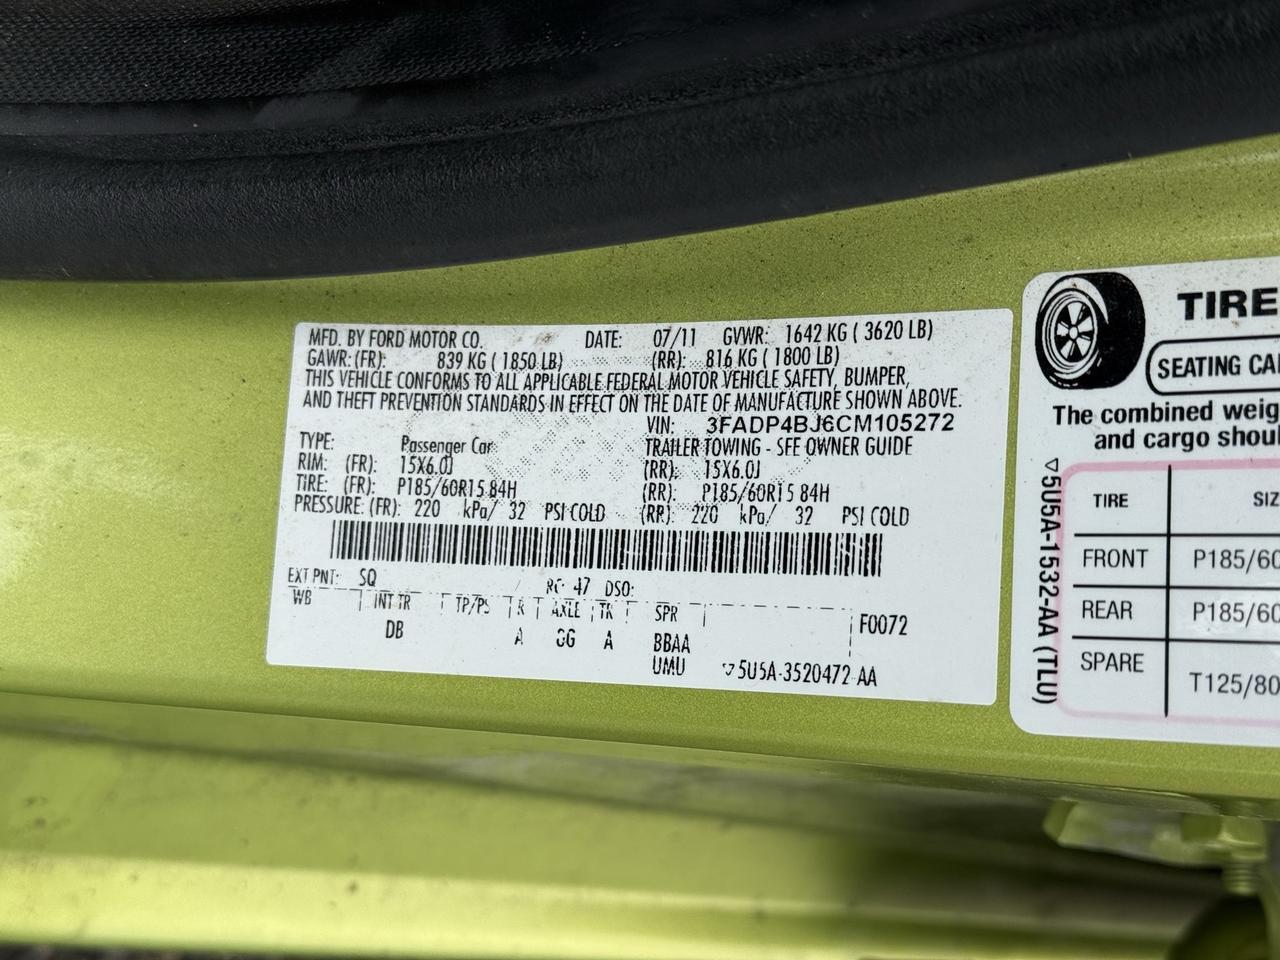 MFD. BY FORD MOTOR CO. DATE: 07/11 GVWR: 1642 KG ( 3620 LB)
GAWR: (FR): 839 KG ( 1850 LB) (RR): 816 KG ( 1800 LB)
THIS VEHICLE CONFORMS TO ALL APPLICABLE FEDERAL MOTOR VEHICLE SAFETY, BUMPER,
AND THEFT PREVENTION STANDARDS IN EFFECT ON THE DATE OF MANUFACTURE SHOWN ABOVE.
VIN: 3FADP4BJ6CM105272
TYPE: Passenger Car TRAILER TOWING - SEE OWNER GUIDE
RIM: (FR): 15X6.0J (RR): 15X6.0J
TIRE: (FR): P185/60R15 84H (RR): P185/60R15 84H
PRESSURE: (FR): 220 kPa/ 32 PSI COLD (RR): 220 kPa/ 32 PSI COLD
EXT PNT: SQ / RC: 47 DSO:
WB INT TR TP/PS R AXLE TR SPR F0072
DB A A BBAA
UMU ▽5U5A-3520472-AA
TIRE
SEATING CA
The combined weig
and cargo shoul
TIRE SIZ
FRONT P185/60
REAR P185/60
SPARE T125/80
▽5U5A-1532-AA (TLU)